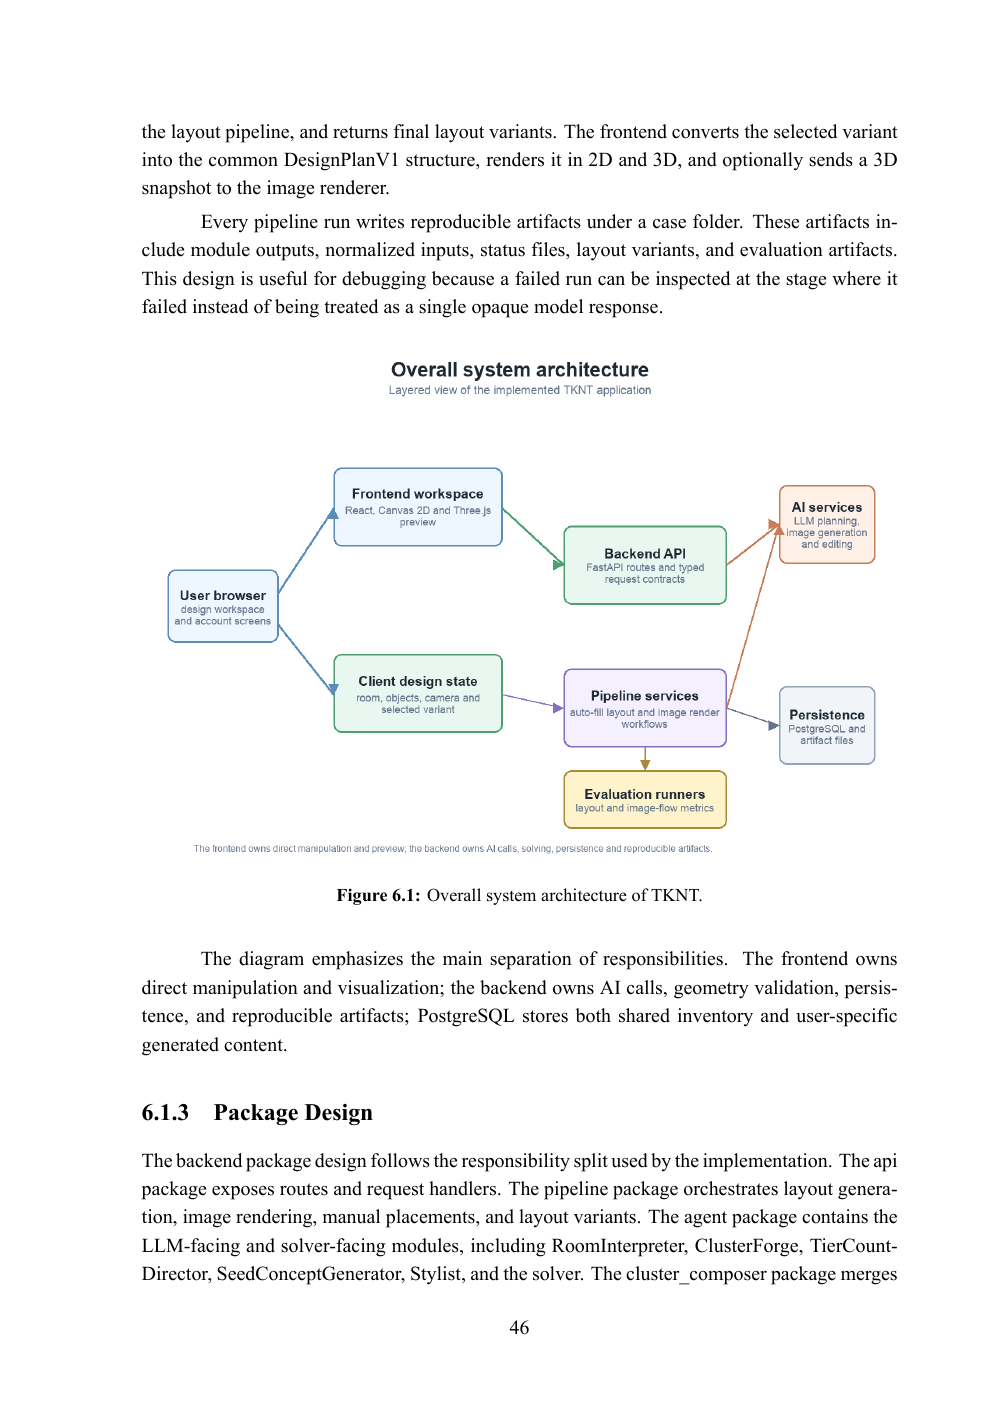 the layout pipeline, and returns final layout variants. The frontend converts the selected variant
into the common DesignPlanV1 structure, renders it in 2D and 3D, and optionally sends a 3D
snapshot to the image renderer.
Every pipeline run writes reproducible artifacts under a case folder. These artifacts in-
clude module outputs, normalized inputs, status files, layout variants, and evaluation artifacts.
This design is useful for debugging because a failed run can be inspected at the stage where it
failed instead of being treated as a single opaque model response.
Overall system architecture
Layered view of the implemented TKNT application
Frontend workspace
React, Canvas 2D and Three.js
preview
AI services
LLM planning,
image generation
and editing
Backend API
FastAPI routes and typed
request contracts
User browser
design workspace
and account screens
Client design state
room, objects, camera and
selected variant
Pipeline services
auto-fill layout and image render
workflows
Persistence
PostgreSQL and
artifact files
Evaluation runners
layout and image-flow metrics
The frontend owns direct manipulation and preview; the backend owns AI calls, solving, persistence and reproducible artifacts.
Figure 6.1: Overall system architecture of TKNT.
The diagram emphasizes the main separation of responsibilities. The frontend owns
direct manipulation and visualization; the backend owns AI calls, geometry validation, persis-
tence, and reproducible artifacts; PostgreSQL stores both shared inventory and user-specific
generated content.
6.1.3 Package Design
The backend package design follows the responsibility split used by the implementation. The api
package exposes routes and request handlers. The pipeline package orchestrates layout genera-
tion, image rendering, manual placements, and layout variants. The agent package contains the
LLM-facing and solver-facing modules, including RoomInterpreter, ClusterForge, TierCount-
Director, SeedConceptGenerator, Stylist, and the solver. The cluster_composer package merges
46